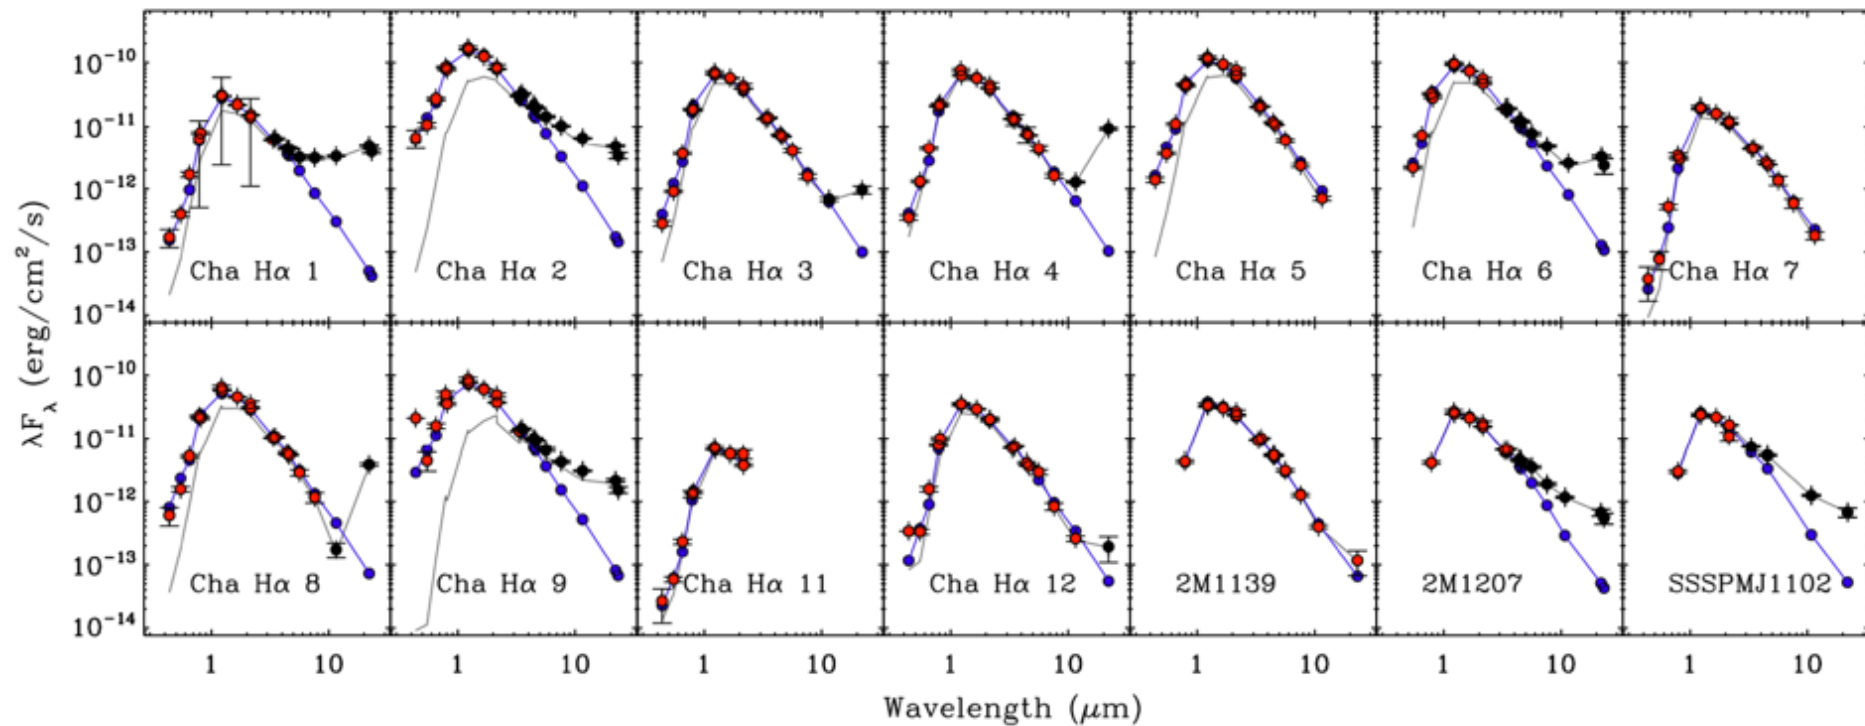 λF_λ (erg/cm²/s)
10⁻¹⁰
10⁻¹¹
10⁻¹²
10⁻¹³
10⁻¹⁴
Cha Hα 1
Cha Hα 2
Cha Hα 3
Cha Hα 4
Cha Hα 5
Cha Hα 6
Cha Hα 7
10⁻¹⁰
10⁻¹¹
10⁻¹²
10⁻¹³
10⁻¹⁴
Cha Hα 8
Cha Hα 9
Cha Hα 11
Cha Hα 12
2M1139
2M1207
SSSPMJ1102
1 10 1 10 1 10 1 10 1 10 1 10 1 10
Wavelength (μm)